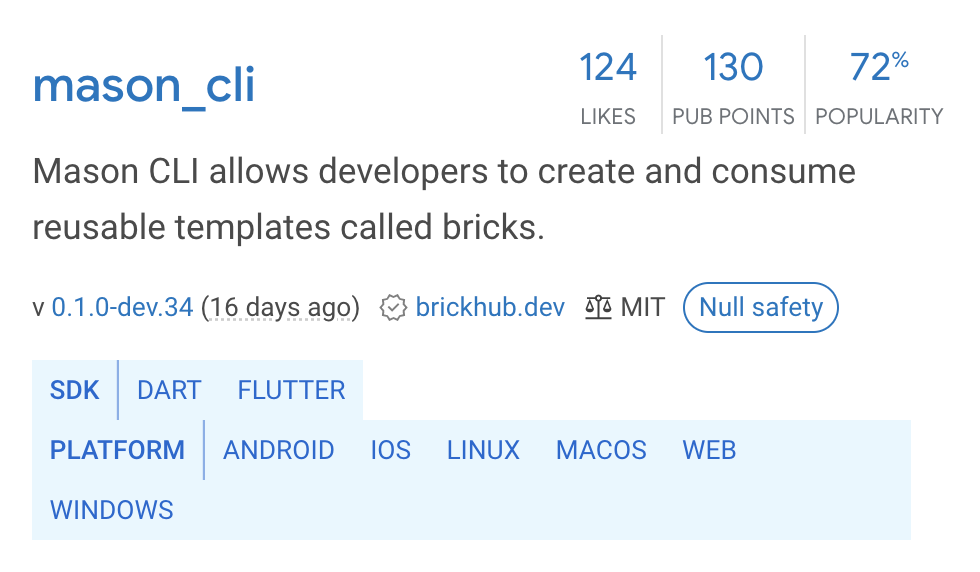 mason_cli
124
LIKES
130
PUB POINTS
72%
POPULARITY
Mason CLI allows developers to create and consume
reusable templates called bricks.
v 0.1.0-dev.34 (16 days ago) brickhub.dev MIT Null safety
SDK DART FLUTTER
PLATFORM ANDROID IOS LINUX MACOS WEB
WINDOWS